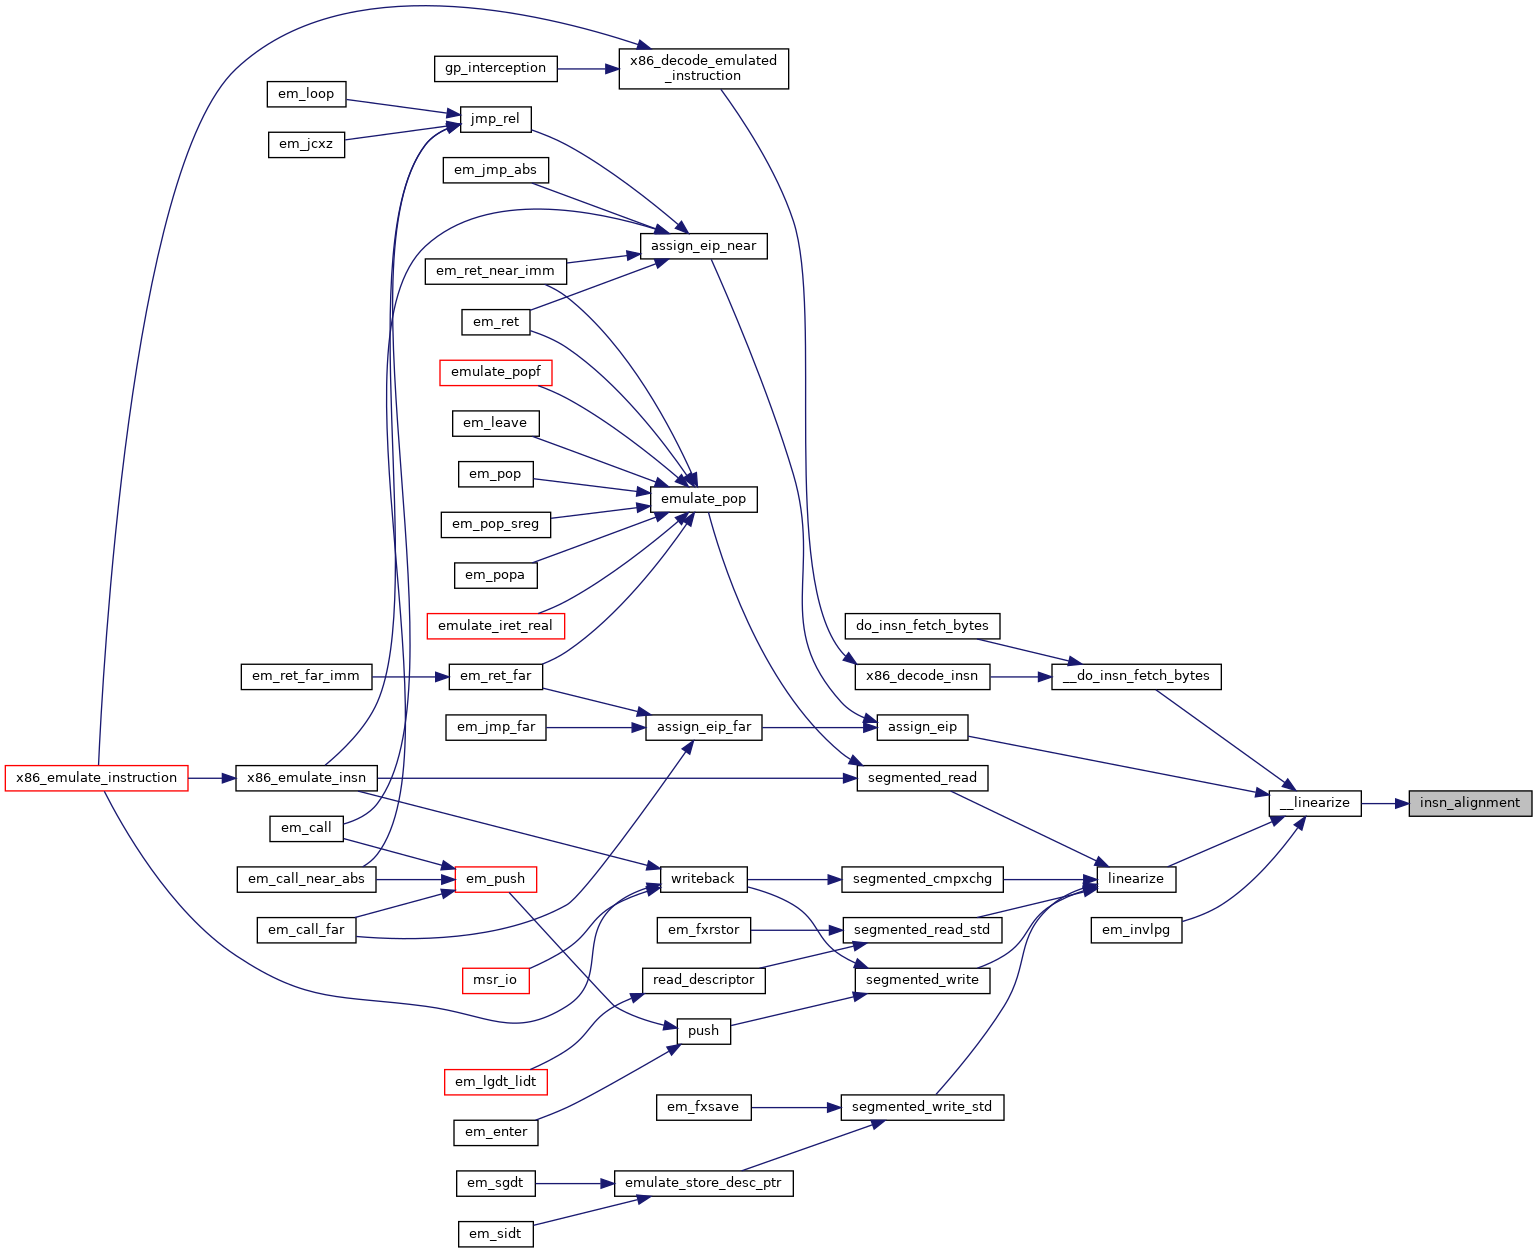 x86_decode_emulated
_instruction
gp_interception
em_loop
jmp_rel
em_jcxz
em_jmp_abs
assign_eip_near
em_ret_near_imm
em_ret
emulate_popf
em_leave
em_pop
emulate_pop
em_pop_sreg
em_popa
emulate_iret_real
do_insn_fetch_bytes
em_ret_far_imm
em_ret_far
x86_decode_insn
__do_insn_fetch_bytes
em_jmp_far
assign_eip_far
assign_eip
x86_emulate_instruction
x86_emulate_insn
segmented_read
__linearize
insn_alignment
em_call
em_call_near_abs
em_push
writeback
segmented_cmpxchg
linearize
em_call_far
em_fxrstor
segmented_read_std
em_invlpg
msr_io
read_descriptor
segmented_write
push
em_lgdt_lidt
em_fxsave
segmented_write_std
em_enter
em_sgdt
emulate_store_desc_ptr
em_sidt